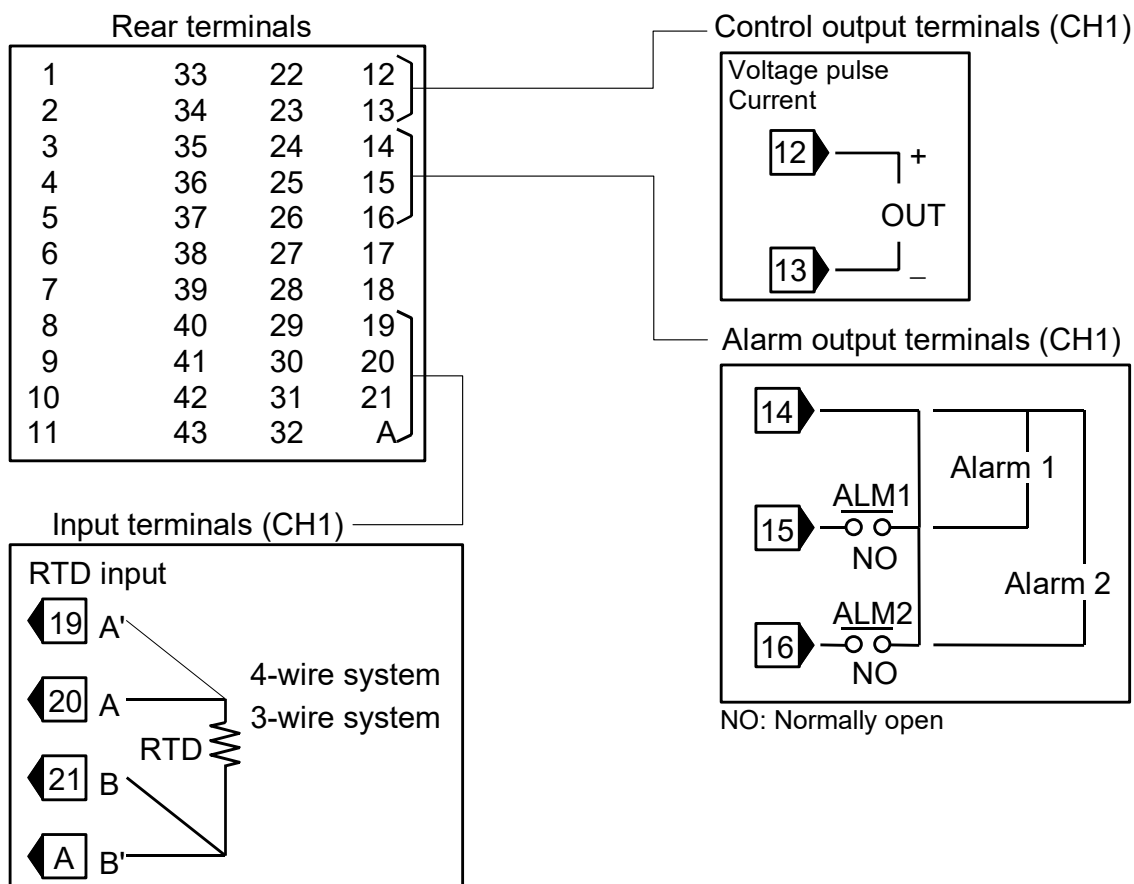 Rear terminals
1 33 22 12
2 34 23 13
3 35 24 14
4 36 25 15
5 37 26 16
6 38 27 17
7 39 28 18
8 40 29 19
9 41 30 20
10 42 31 21
11 43 32 A
Control output terminals (CH1)
Voltage pulse
Current
12 +
OUT
13 –
Alarm output terminals (CH1)
14
Alarm 1
ALM1
15
NO
Alarm 2
ALM2
16
NO
NO: Normally open
Input terminals (CH1)
RTD input
19 A'
4-wire system
20 A
3-wire system
RTD
21 B
A B'